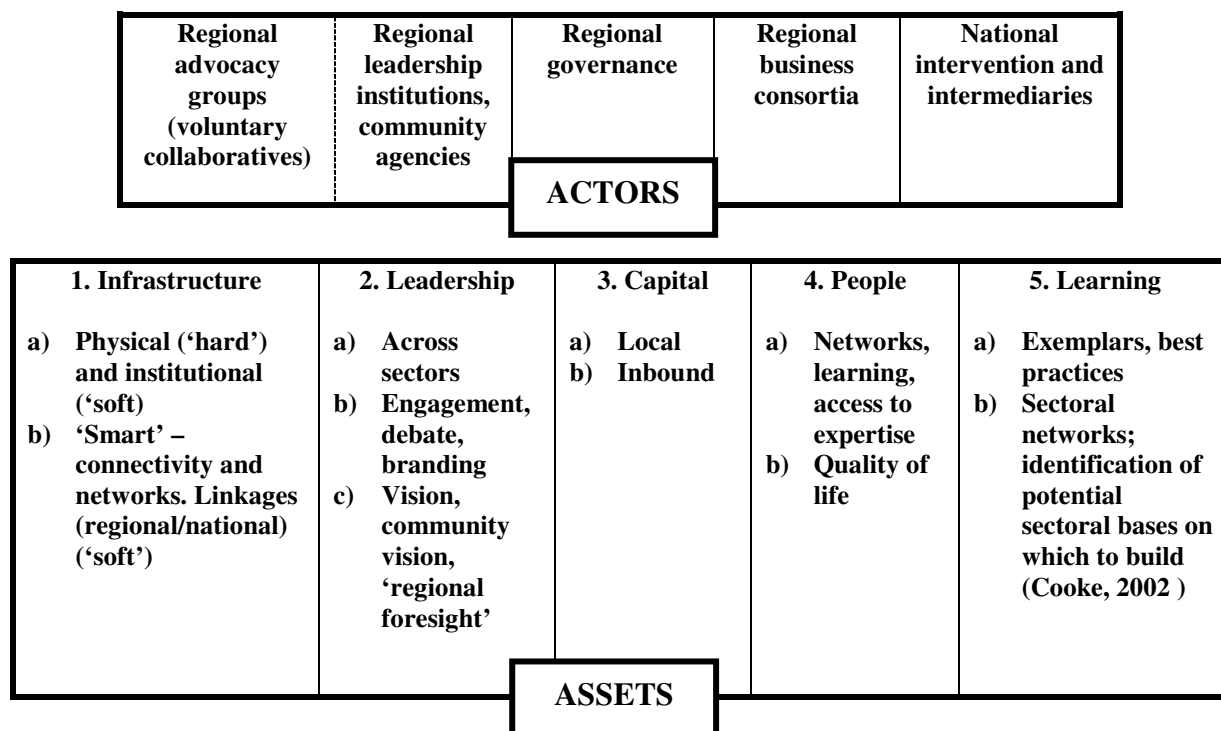 Regional
advocacy
groups
(voluntary
collaboratives)
Regional
leadership
institutions,
community
agencies
Regional
governance
Regional
business
consortia
National
intervention and
intermediaries
ACTORS
1. Infrastructure
a) Physical (‘hard’)
and institutional
(‘soft)
b) ‘Smart’ –
connectivity and
networks. Linkages
(regional/national)
(‘soft’)
2. Leadership
a) Across
sectors
b) Engagement,
debate,
branding
c) Vision,
community
vision,
‘regional
foresight’
3. Capital
a) Local
b) Inbound
4. People
a) Networks,
learning,
access to
expertise
b) Quality of
life
5. Learning
a) Exemplars, best
practices
b) Sectoral
networks;
identification of
potential
sectoral bases on
which to build
(Cooke, 2002 )
ASSETS